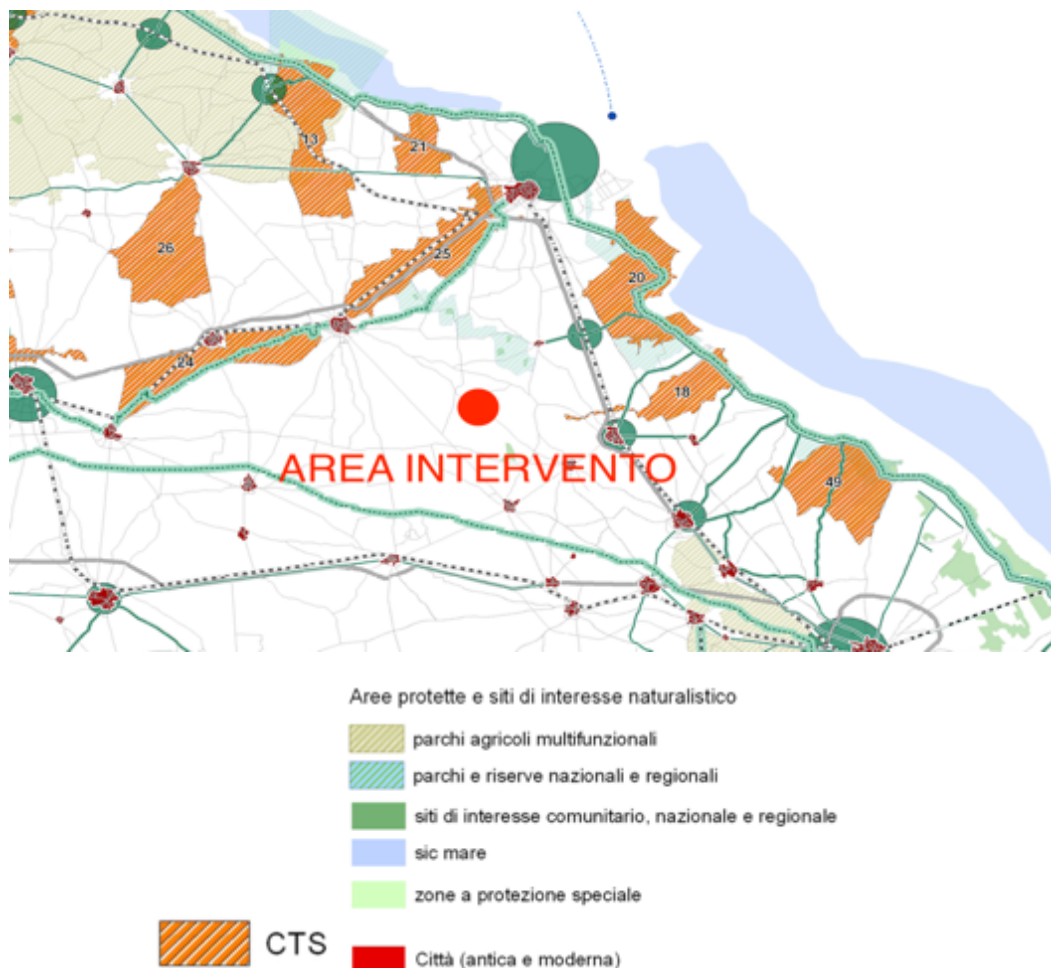 13
21
26
25
20
24
18
AREA INTERVENTO
49
Aree protette e siti di interesse naturalistico
parchi agricoli multifunzionali
parchi e riserve nazionali e regionali
siti di interesse comunitario, nazionale e regionale
sic mare
zone a protezione speciale
CTS
Città (antica e moderna)